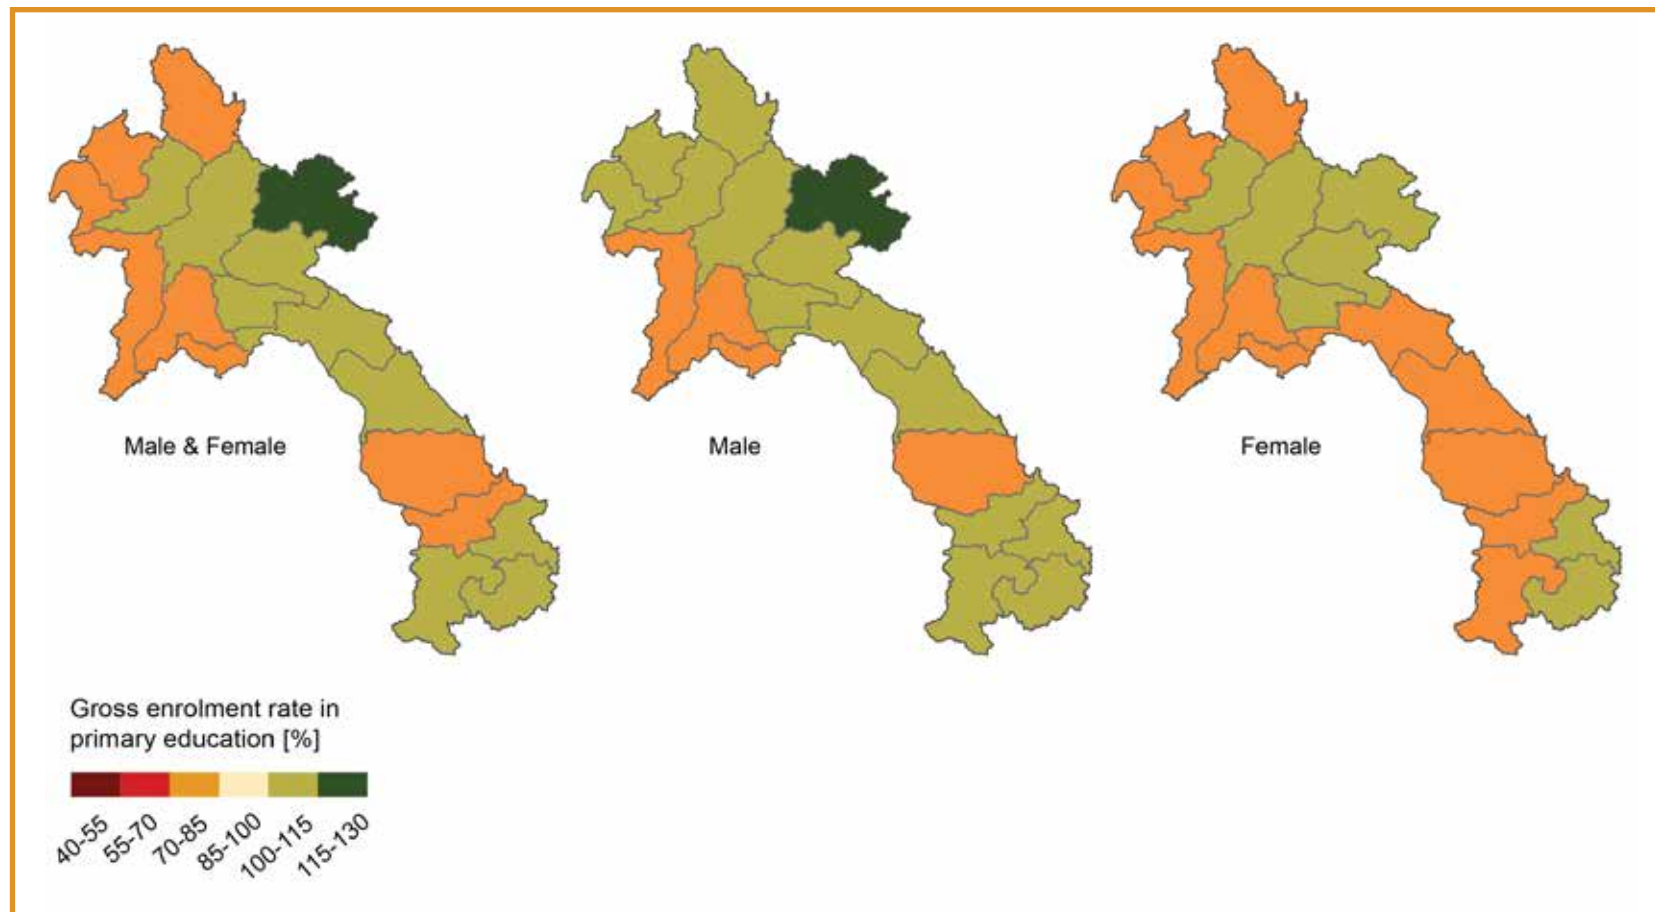 Male & Female
Male
Female
Gross enrolment rate in
primary education [%]
40-55
55-70
70-85
85-100
100-115
115-130